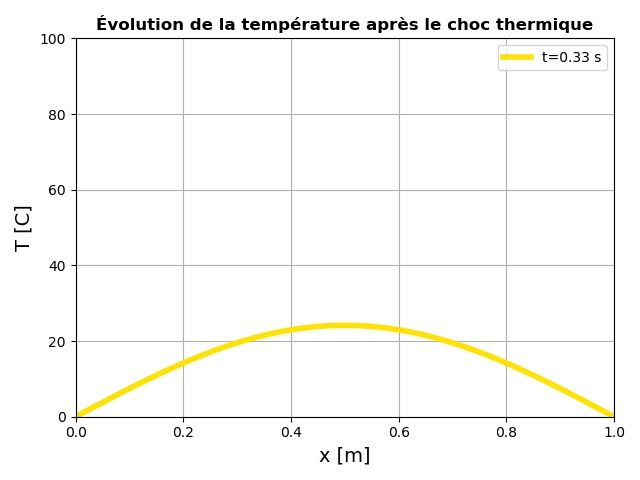 Évolution de la température après le choc thermique
t=0.33 s
100
80
60
40
20
0
T [C]
0.0 0.2 0.4 0.6 0.8 1.0
x [m]